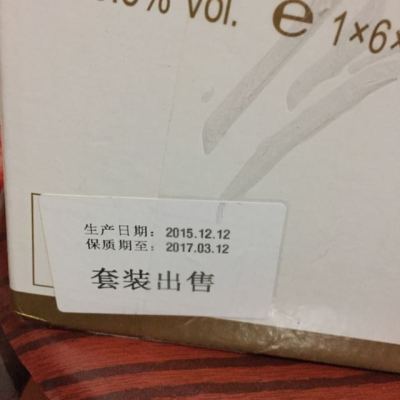 % vol. e 1×6×
生产日期: 2015.12.12
保质期至: 2017.03.12
套装出售